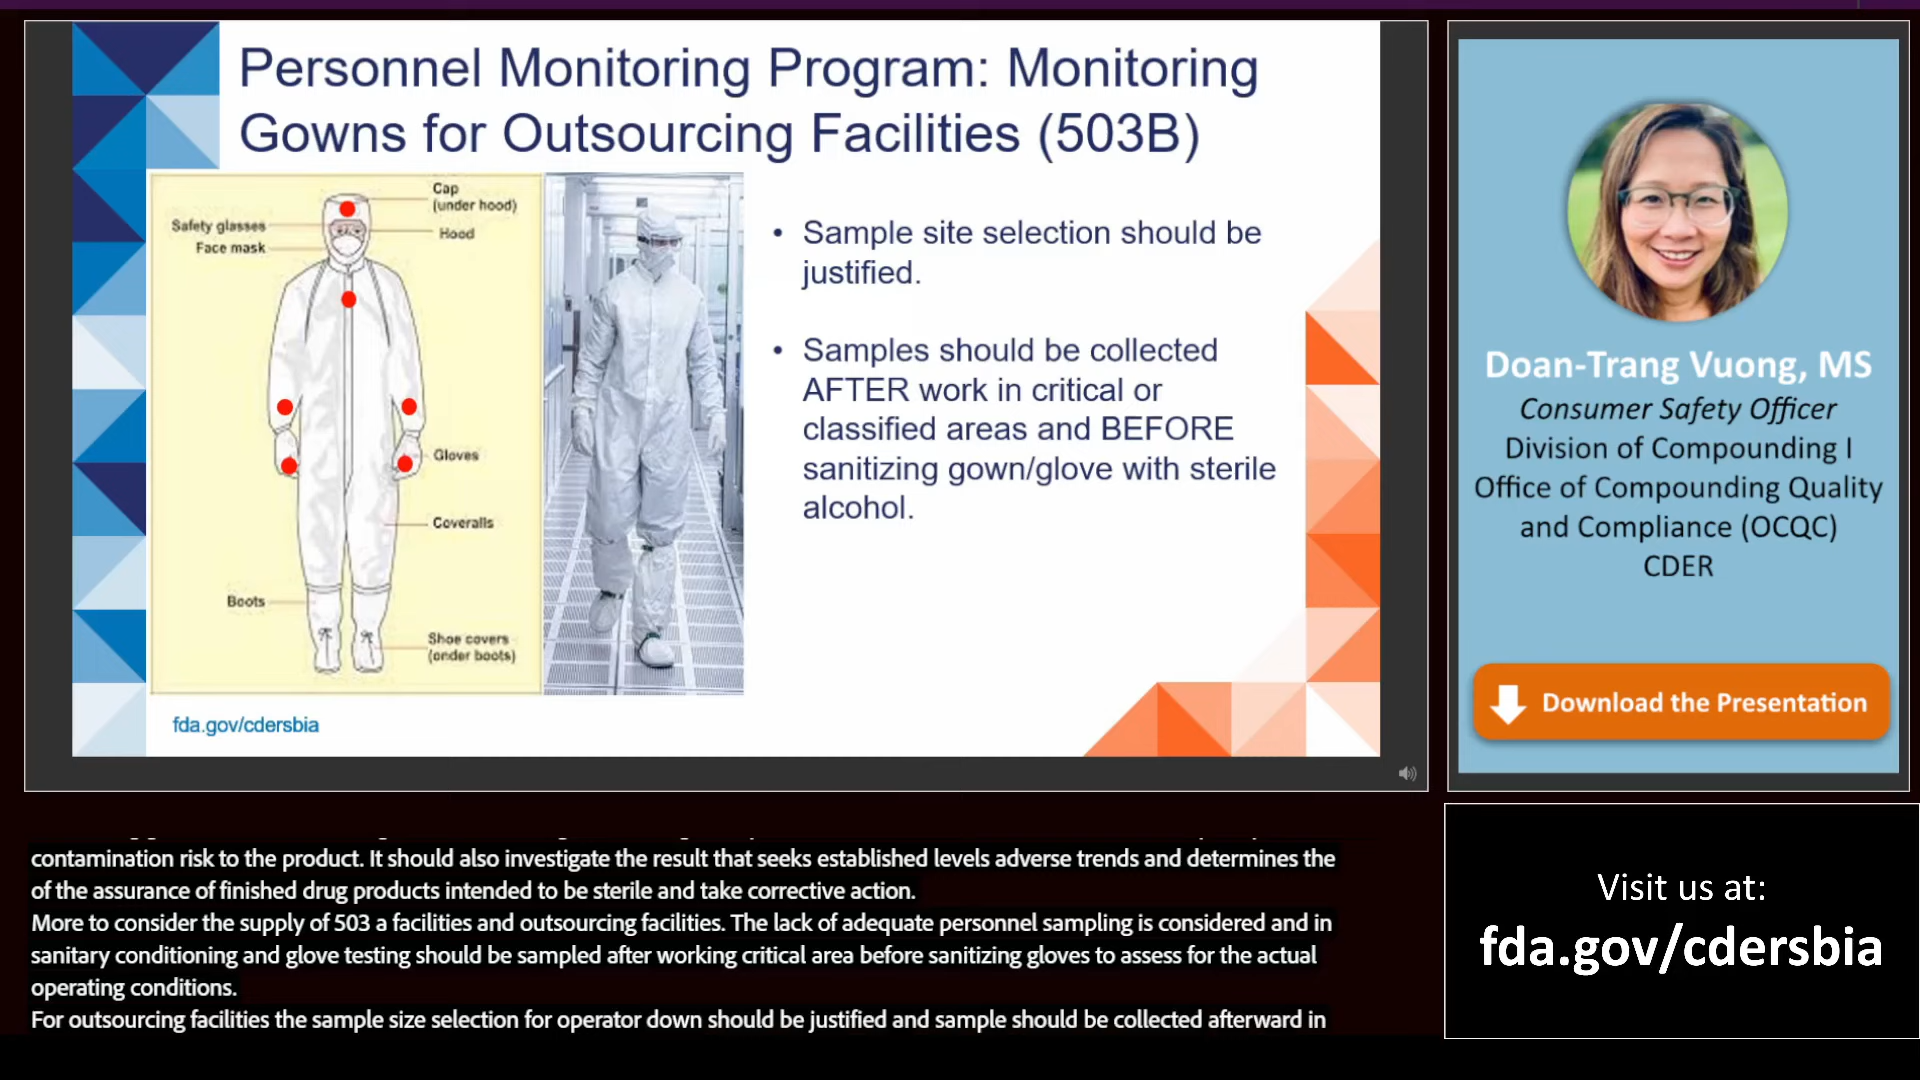 Personnel Monitoring Program: Monitoring
Gowns for Outsourcing Facilities (503B)
Cap
(under hood)
Safety glasses
Hood
Face mask
Gloves
Coveralls
Boots
Shoe covers
(under boots)
• Sample site selection should be
justified.
• Samples should be collected
AFTER work in critical or
classified areas and BEFORE
sanitizing gown/glove with sterile
alcohol.
fda.gov/cdersbia
Doan-Trang Vuong, MS
Consumer Safety Officer
Division of Compounding I
Office of Compounding Quality
and Compliance (OCQC)
CDER
Download the Presentation
contamination risk to the product. It should also investigate the result that seeks established levels adverse trends and determines the
of the assurance of finished drug products intended to be sterile and take corrective action.
More to consider the supply of 503 a facilities and outsourcing facilities. The lack of adequate personnel sampling is considered and in
sanitary conditioning and glove testing should be sampled after working critical area before sanitizing gloves to assess for the actual
operating conditions.
For outsourcing facilities the sample size selection for operator down should be justified and sample should be collected afterward in
Visit us at:
fda.gov/cdersbia